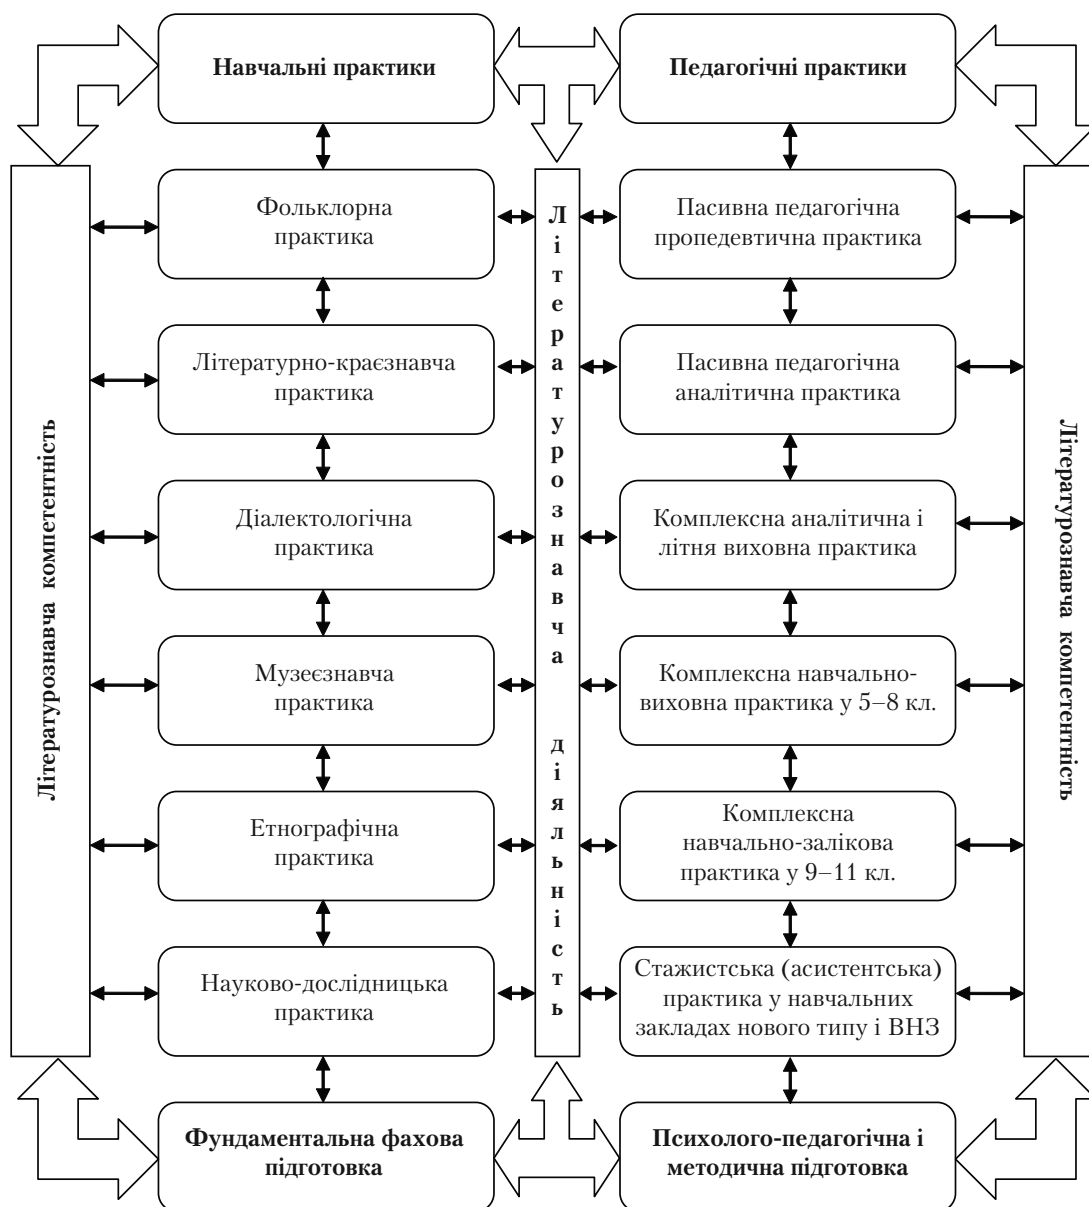 Навчальні практики
Педагогічні практики
Літературознавча компетентність
Фольклорна
практика
Літературознавча діяльність
Пасивна педагогічна
пропедевтична практика
Літературознавча компетентність
Літературно-краєзнавча
практика
Пасивна педагогічна
аналітична практика
Діалектологічна
практика
Комплексна аналітична і
літня виховна практика
Музеєзнавча
практика
Комплексна навчально-
виховна практика у 5–8 кл.
Етнографічна
практика
Комплексна
навчально-залікова
практика у 9–11 кл.
Науково-дослідницька
практика
Стажистська (асистентська)
практика у навчальних
закладах нового типу і ВНЗ
Фундаментальна фахова
підготовка
Психолого-педагогічна і
методична підготовка